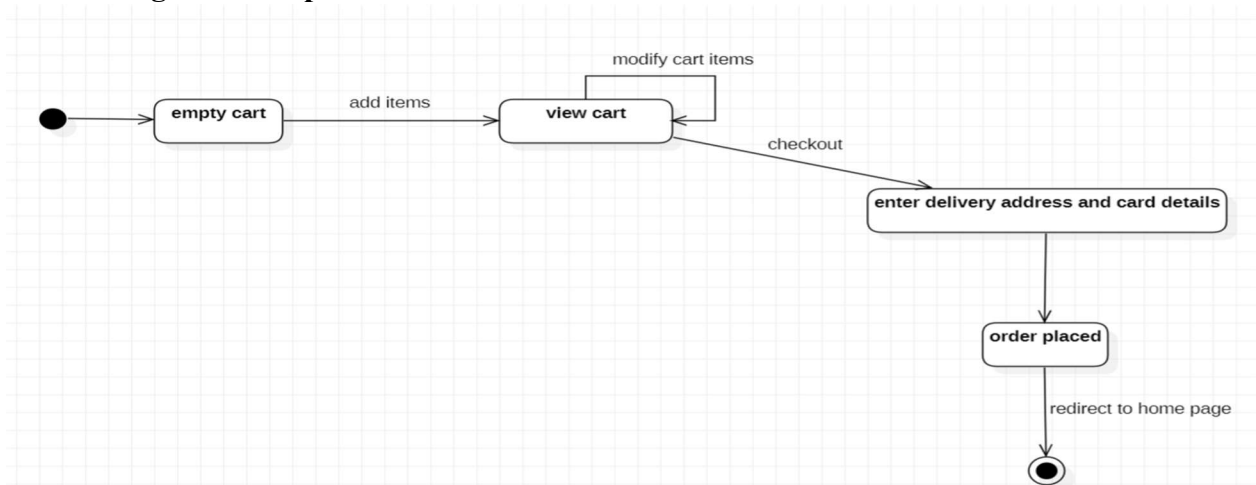 modify cart items
add items
empty cart
view cart
checkout
enter delivery address and card details
order placed
redirect to home page